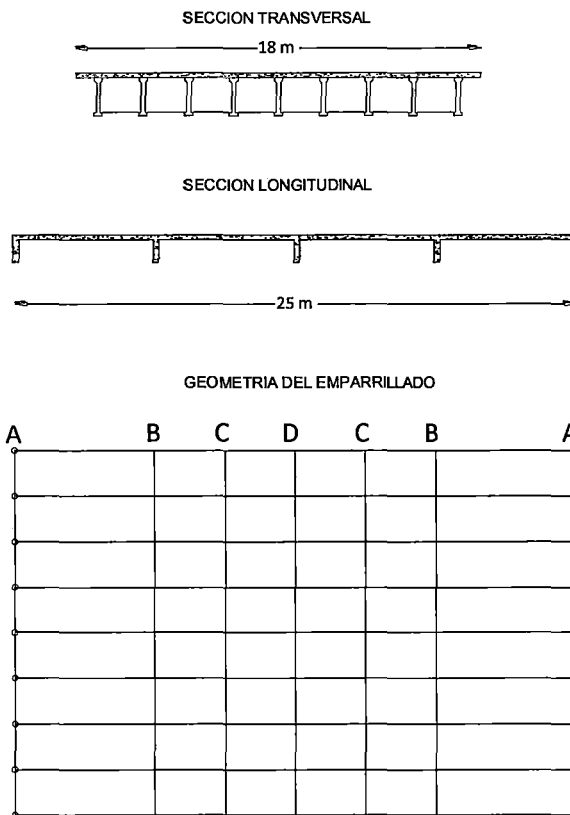 SECCION TRANSVERSAL
18 m
SECCION LONGITUDINAL
25 m
GEOMETRIA DEL EMPARRILLADO
A B C D C B A